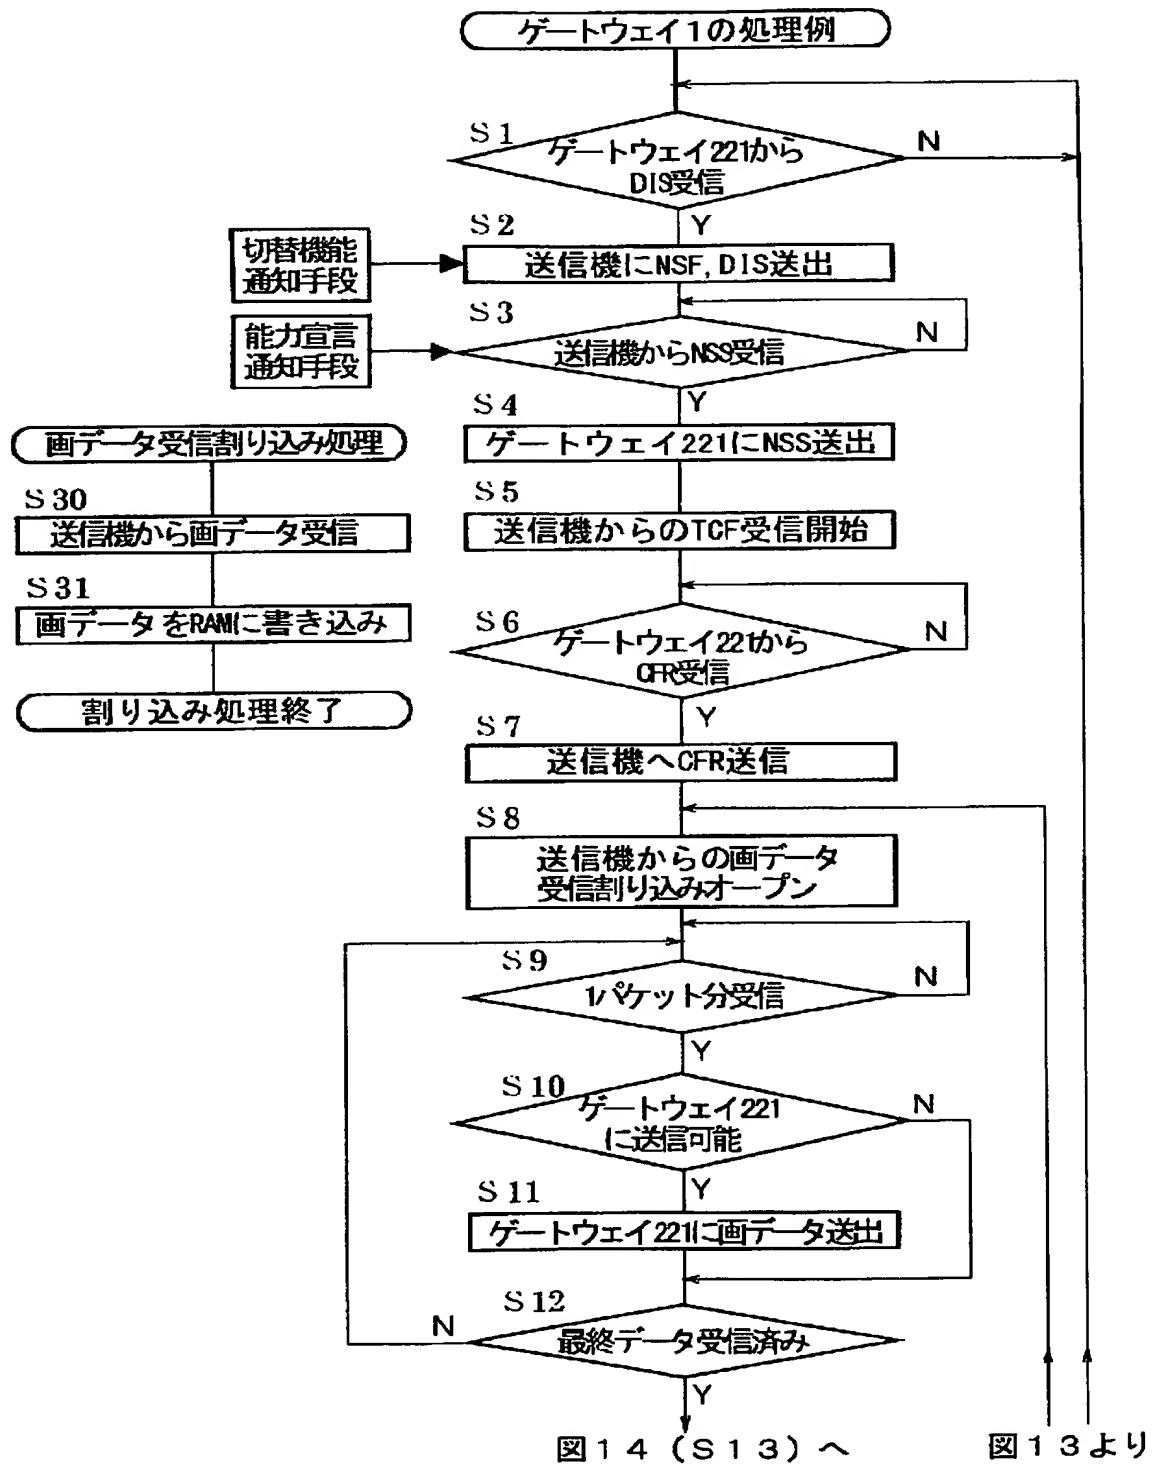 ゲートウェイ1の処理例
S1
ゲートウェイ221から
DIS受信
N
Y
S2
切替機能
通知手段
送信機にNSF,DIS送出
S3
能力宣言
通知手段
送信機からNSS受信
N
Y
S4
ゲートウェイ221にNSS送出
S5
送信機からのTCF受信開始
S6
ゲートウェイ221から
CFR受信
N
Y
S7
送信機へCFR送信
S8
送信機からの画データ
受信割り込みオープン
S9
1パケット分受信
N
Y
S10
ゲートウェイ221
に送信可能
N
Y
S11
ゲートウェイ221に画データ送出
S12
最終データ受信済み
N
Y
図14(S13)へ
図13より
画データ受信割り込み処理
S30
送信機から画データ受信
S31
画データをRAMに書き込み
割り込み処理終了